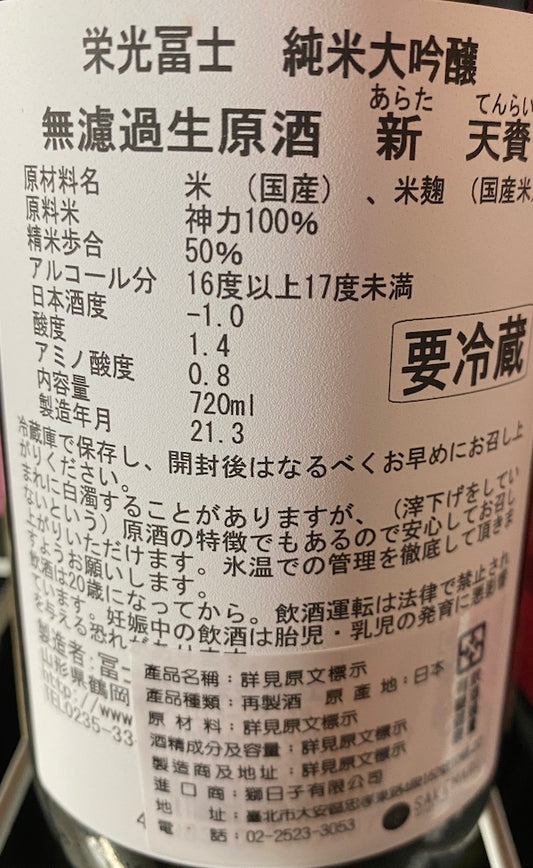 栄光冨士 純米大吟醸
あらた てんらい
無濾過生原酒 新 天賚
原材料名 米 (国産)、米麹 (国産米
原料米 神力100%
精米歩合 50%
アルコール分 16度以上17度未満
日本酒度 -1.0
酸度 1.4
アミノ酸度 0.8
内容量 720ml
製造年月 21.3
要冷蔵
冷蔵庫で保存し、開封後はなるべくお早めにお召し上
がりください。
まれに白濁することがありますが、(滓下げをしてい
ないという)原酒の特徴でもあるので安心してお召し
上がりいただけます。氷温での管理を徹底して頂きま
すようお願いします。
飲酒は20歳になってから。飲酒運転は法律で禁止され
ています。妊娠中の飲酒は胎児・乳児の発育に悪影響
を与える恐れがあります
製造者:冨士
山形県鶴岡
http://www
TEL0235-33
產品名稱:詳見原文標示
產品種類:再製酒 原產地:日本
原材料:詳見原文標示
酒精成分及容量:詳見原文標示
製造商及地址:詳見原文標示
進口商:獅日子有限公司
地址:臺北市大安區忠孝東路
電話:02-2523-3053